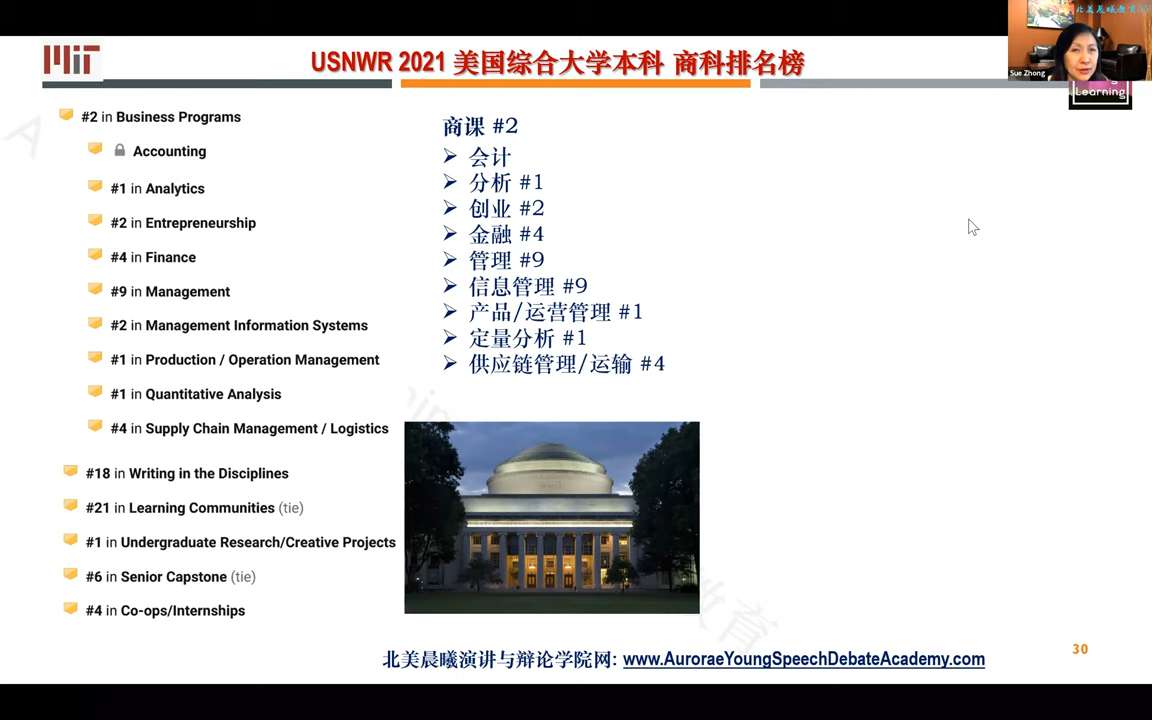 MIT
USNWR 2021 美国综合大学本科 商科排名榜
Sue Zhong
Learning
#2 in Business Programs
Accounting
#1 in Analytics
#2 in Entrepreneurship
#4 in Finance
#9 in Management
#2 in Management Information Systems
#1 in Production / Operation Management
#1 in Quantitative Analysis
#4 in Supply Chain Management / Logistics
#18 in Writing in the Disciplines
#21 in Learning Communities (tie)
#1 in Undergraduate Research/Creative Projects
#6 in Senior Capstone (tie)
#4 in Co-ops/Internships
商课 #2
会计
分析 #1
创业 #2
金融 #4
管理 #9
信息管理 #9
产品/运营管理 #1
定量分析 #1
供应链管理/运输 #4
教育
北美晨曦演讲与辩论学院网: www.AuroraeYoungSpeechDebateAcademy.com
30